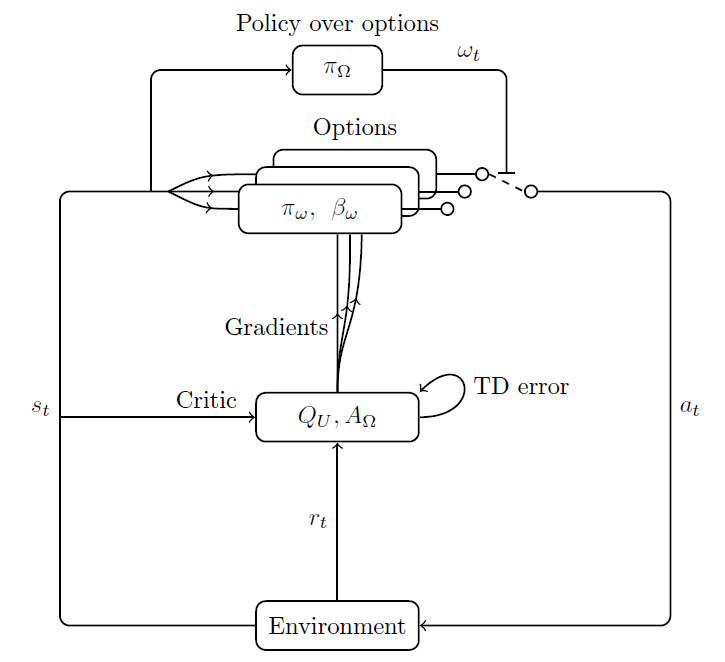 Policy over options
π_Ω
ω_t
Options
π_ω, β_ω
Gradients
TD error
Critic
Q_U, A_Ω
s_t
a_t
r_t
Environment